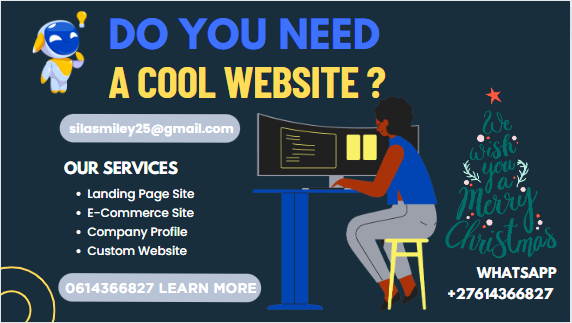 DO YOU NEED
A COOL WEBSITE ?
silasmiley25@gmail.com
OUR SERVICES
Landing Page Site
E-Commerce Site
Company Profile
Custom Website
0614366827 LEARN MORE
We
wish
you
a
Merry
Christmas
WHATSAPP
+27614366827